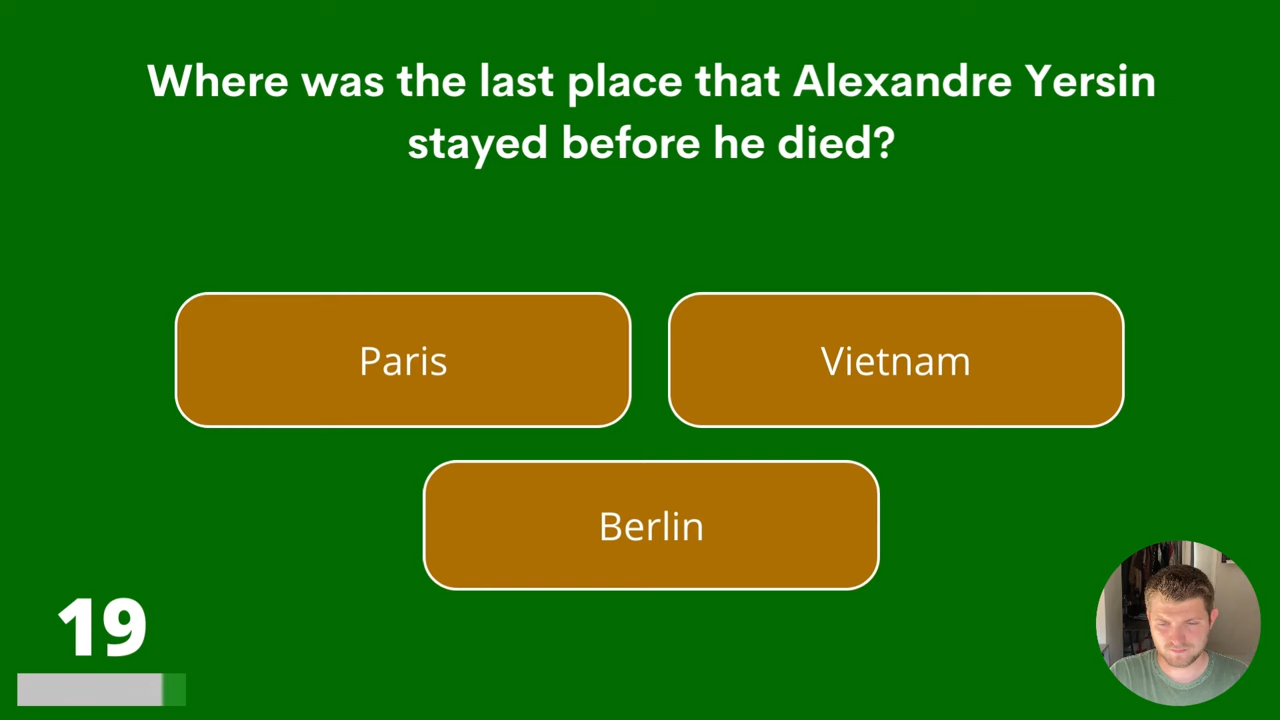 Where was the last place that Alexandre Yersin
stayed before he died?
Paris
Vietnam
Berlin
19